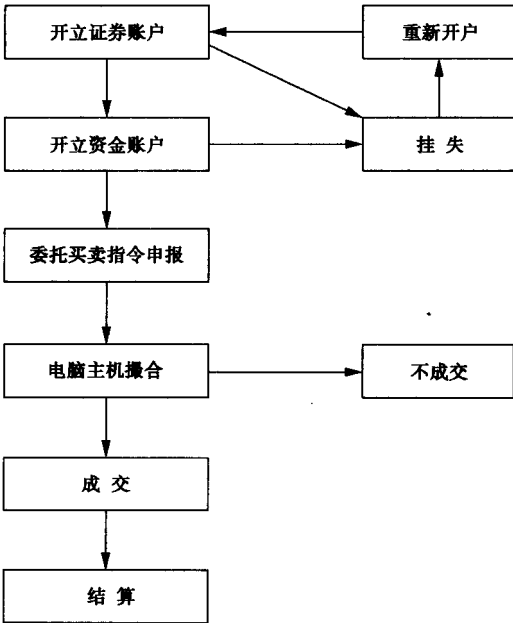 开立证券账户
重新开户
开立资金账户
挂失
委托买卖指令申报
电脑主机撮合
不成交
成交
结算